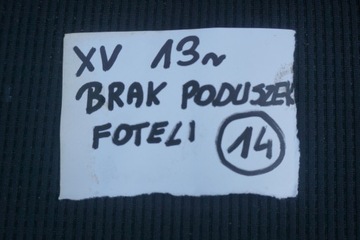 XV 13~
BRAK PODUSZEK
FOTELI 14